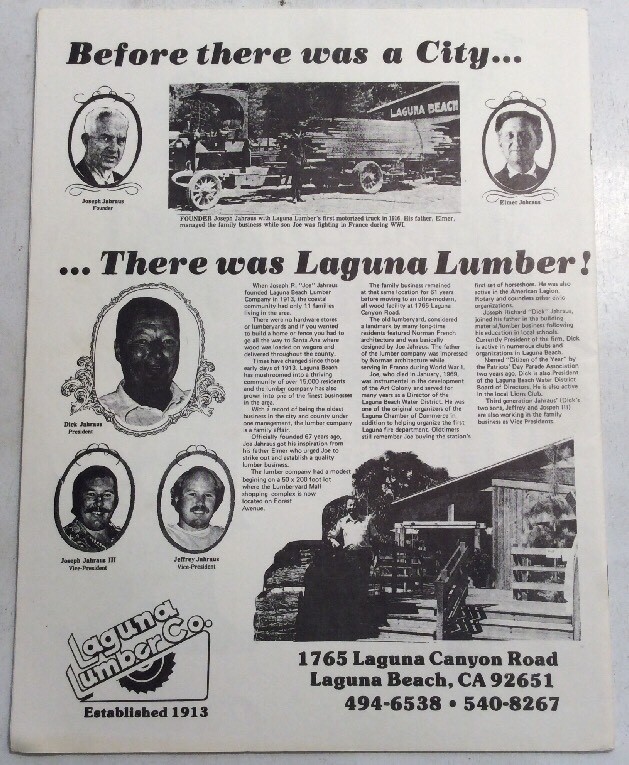 Before there was a City...
LAGUNA BEACH
Joseph Jahraus
Founder
Elmer Jahraus
FOUNDER Joseph Jahraus with Laguna Lumber's first motorized truck in 1916. His father, Elmer,
managed the family business while son Joe was fighting in France during WWI.
... There was Laguna Lumber!
Dick Jahraus
President
Joseph Jahraus III
Vice-President
Jeffrey Jahraus
Vice-President
When Joseph R. "Joe" Jahraus
founded Laguna Beach Lumber
Company in 1913, the coastal
community had only 11 families
living in the area.
There were no hardware stores
or lumberyards and if you wanted
to build a home or fence you had to
go all the way to Santa Ana where
wood was loaded on wagons and
delivered throughout the county.
Times have changed since those
early days of 1913. Laguna Beach
has mushroomed into a thriving
community of over 15,000 residents
and the lumber company has also
grown into one of the finest businesses
in the area.
With a record of being the oldest
business in the city and county under
one management, the lumber company
is a family affair.
Officially founded 67 years ago,
Joe Jahraus got his inspiration from
his father Elmer who urged Joe to
strike out and establish a quality
lumber business.
The lumber company had a modest
begining on a 50 x 200 foot lot
where the Lumberyard Mall
shopping complex is now
located on Forest
Avenue.
The family business remained
at that same location for 61 years
before moving to an ultra-modern,
all wood facility at 1765 Laguna
Canyon Road.
The old lumberyard, considered
a landmark by many long-time
residents featured Norman French
architecture and was basically
designed by Joe Jahraus. The father
of the lumber company was impressed
by Norman architecture while
serving in France during World War I.
Joe, who died in January, 1969,
was instrumental in the development
of the Art Colony and served for
many years as a Director of the
Laguna Beach Water District. He was
one of the original organizers of the
Laguna Chamber of Commerce in
addition to helping organize the first
Laguna fire department. Oldtimers
still remember Joe buying the station's
first set of horseshoes. He was also
active in the American Legion,
Rotary and countless other civic
organizations.
Joseph Richard "Dick" Jahraus,
joined his father in the building
material/lumber business following
his education in local schools.
Currently President of the firm, Dick
is active in numerous clubs and
organizations in Laguna Beach.
Named "Citizen of the Year" by
the Patriots' Day Parade Association
two years ago, Dick is also President
of the Laguna Beach Water District
Board of Directors. He is also active
in the local Lions Club.
Third generation Jahraus' (Dick's
two sons, Jeffrey and Joseph III)
are also working in the family
business as Vice Presidents.
Laguna
Lumber Co.
Established 1913
1765 Laguna Canyon Road
Laguna Beach, CA 92651
494-6538 • 540-8267